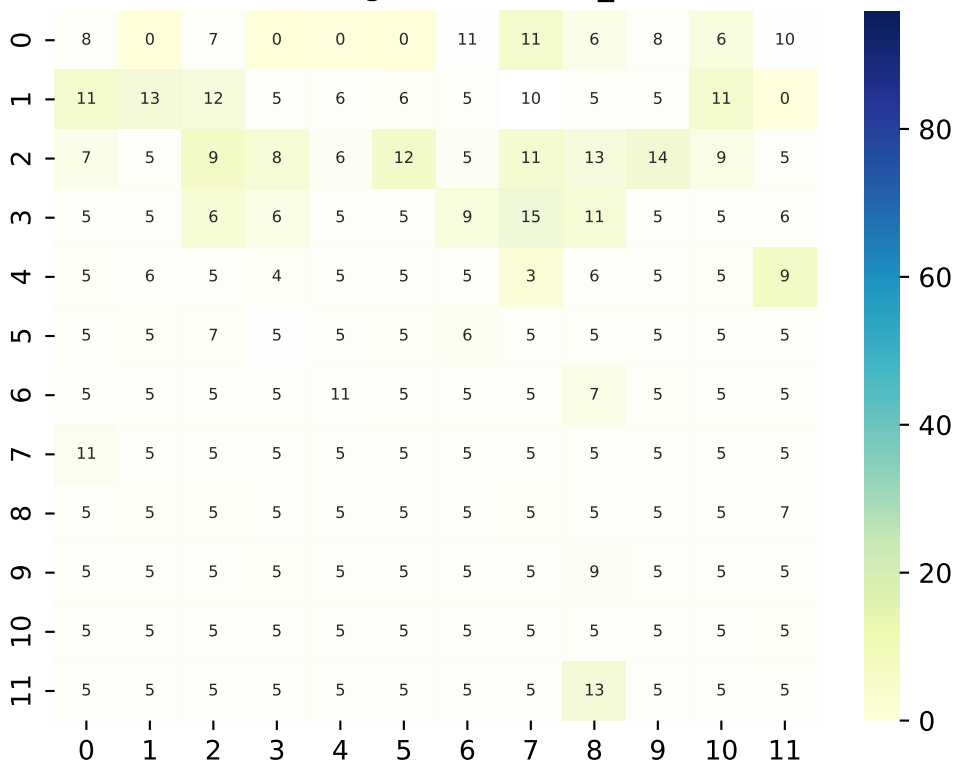 0 8 0 7 0 0 0 11 11 6 8 6 10
1 11 13 12 5 6 6 5 10 5 5 11 0
80
2 7 5 9 8 6 12 5 11 13 14 9 5
3 5 5 6 6 5 5 9 15 11 5 5 6
4 5 6 5 4 5 5 5 3 6 5 5 9
60
5 5 5 7 5 5 5 6 5 5 5 5 5
6 5 5 5 5 11 5 5 5 7 5 5 5
40
7 11 5 5 5 5 5 5 5 5 5 5 5
8 5 5 5 5 5 5 5 5 5 5 5 7
9 5 5 5 5 5 5 5 5 9 5 5 5
20
10 5 5 5 5 5 5 5 5 5 5 5 5
11 5 5 5 5 5 5 5 5 13 5 5 5
0
0 1 2 3 4 5 6 7 8 9 10 11